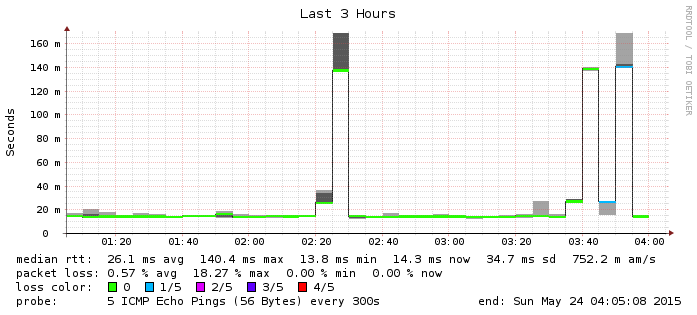 Last 3 Hours
RRDTOOL / TOBI OETIKER
Seconds
160 m
140 m
120 m
100 m
80 m
60 m
40 m
20 m
0
01:20 01:40 02:00 02:20 02:40 03:00 03:20 03:40 04:00
median rtt: 26.1 ms avg 140.4 ms max 13.8 ms min 14.3 ms now 34.7 ms sd 752.2 m am/s
packet loss: 0.57 % avg 18.27 % max 0.00 % min 0.00 % now
loss color: 0 1/5 2/5 3/5 4/5
probe: 5 ICMP Echo Pings (56 Bytes) every 300s end: Sun May 24 04:05:08 2015